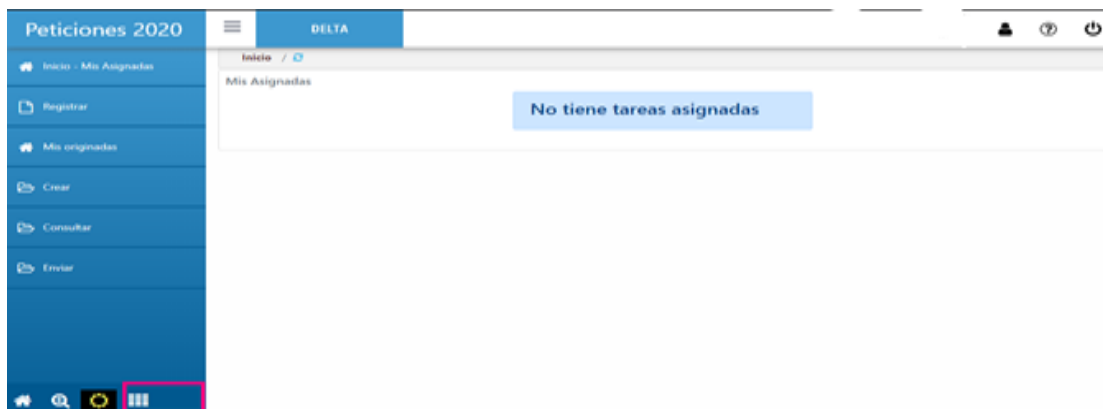 Peticiones 2020
DELTA
Inicio - Mis Asignadas
Registrar
Mis originadas
Crear
Consultar
Enviar
Inicio /
Mis Asignadas
No tiene tareas asignadas